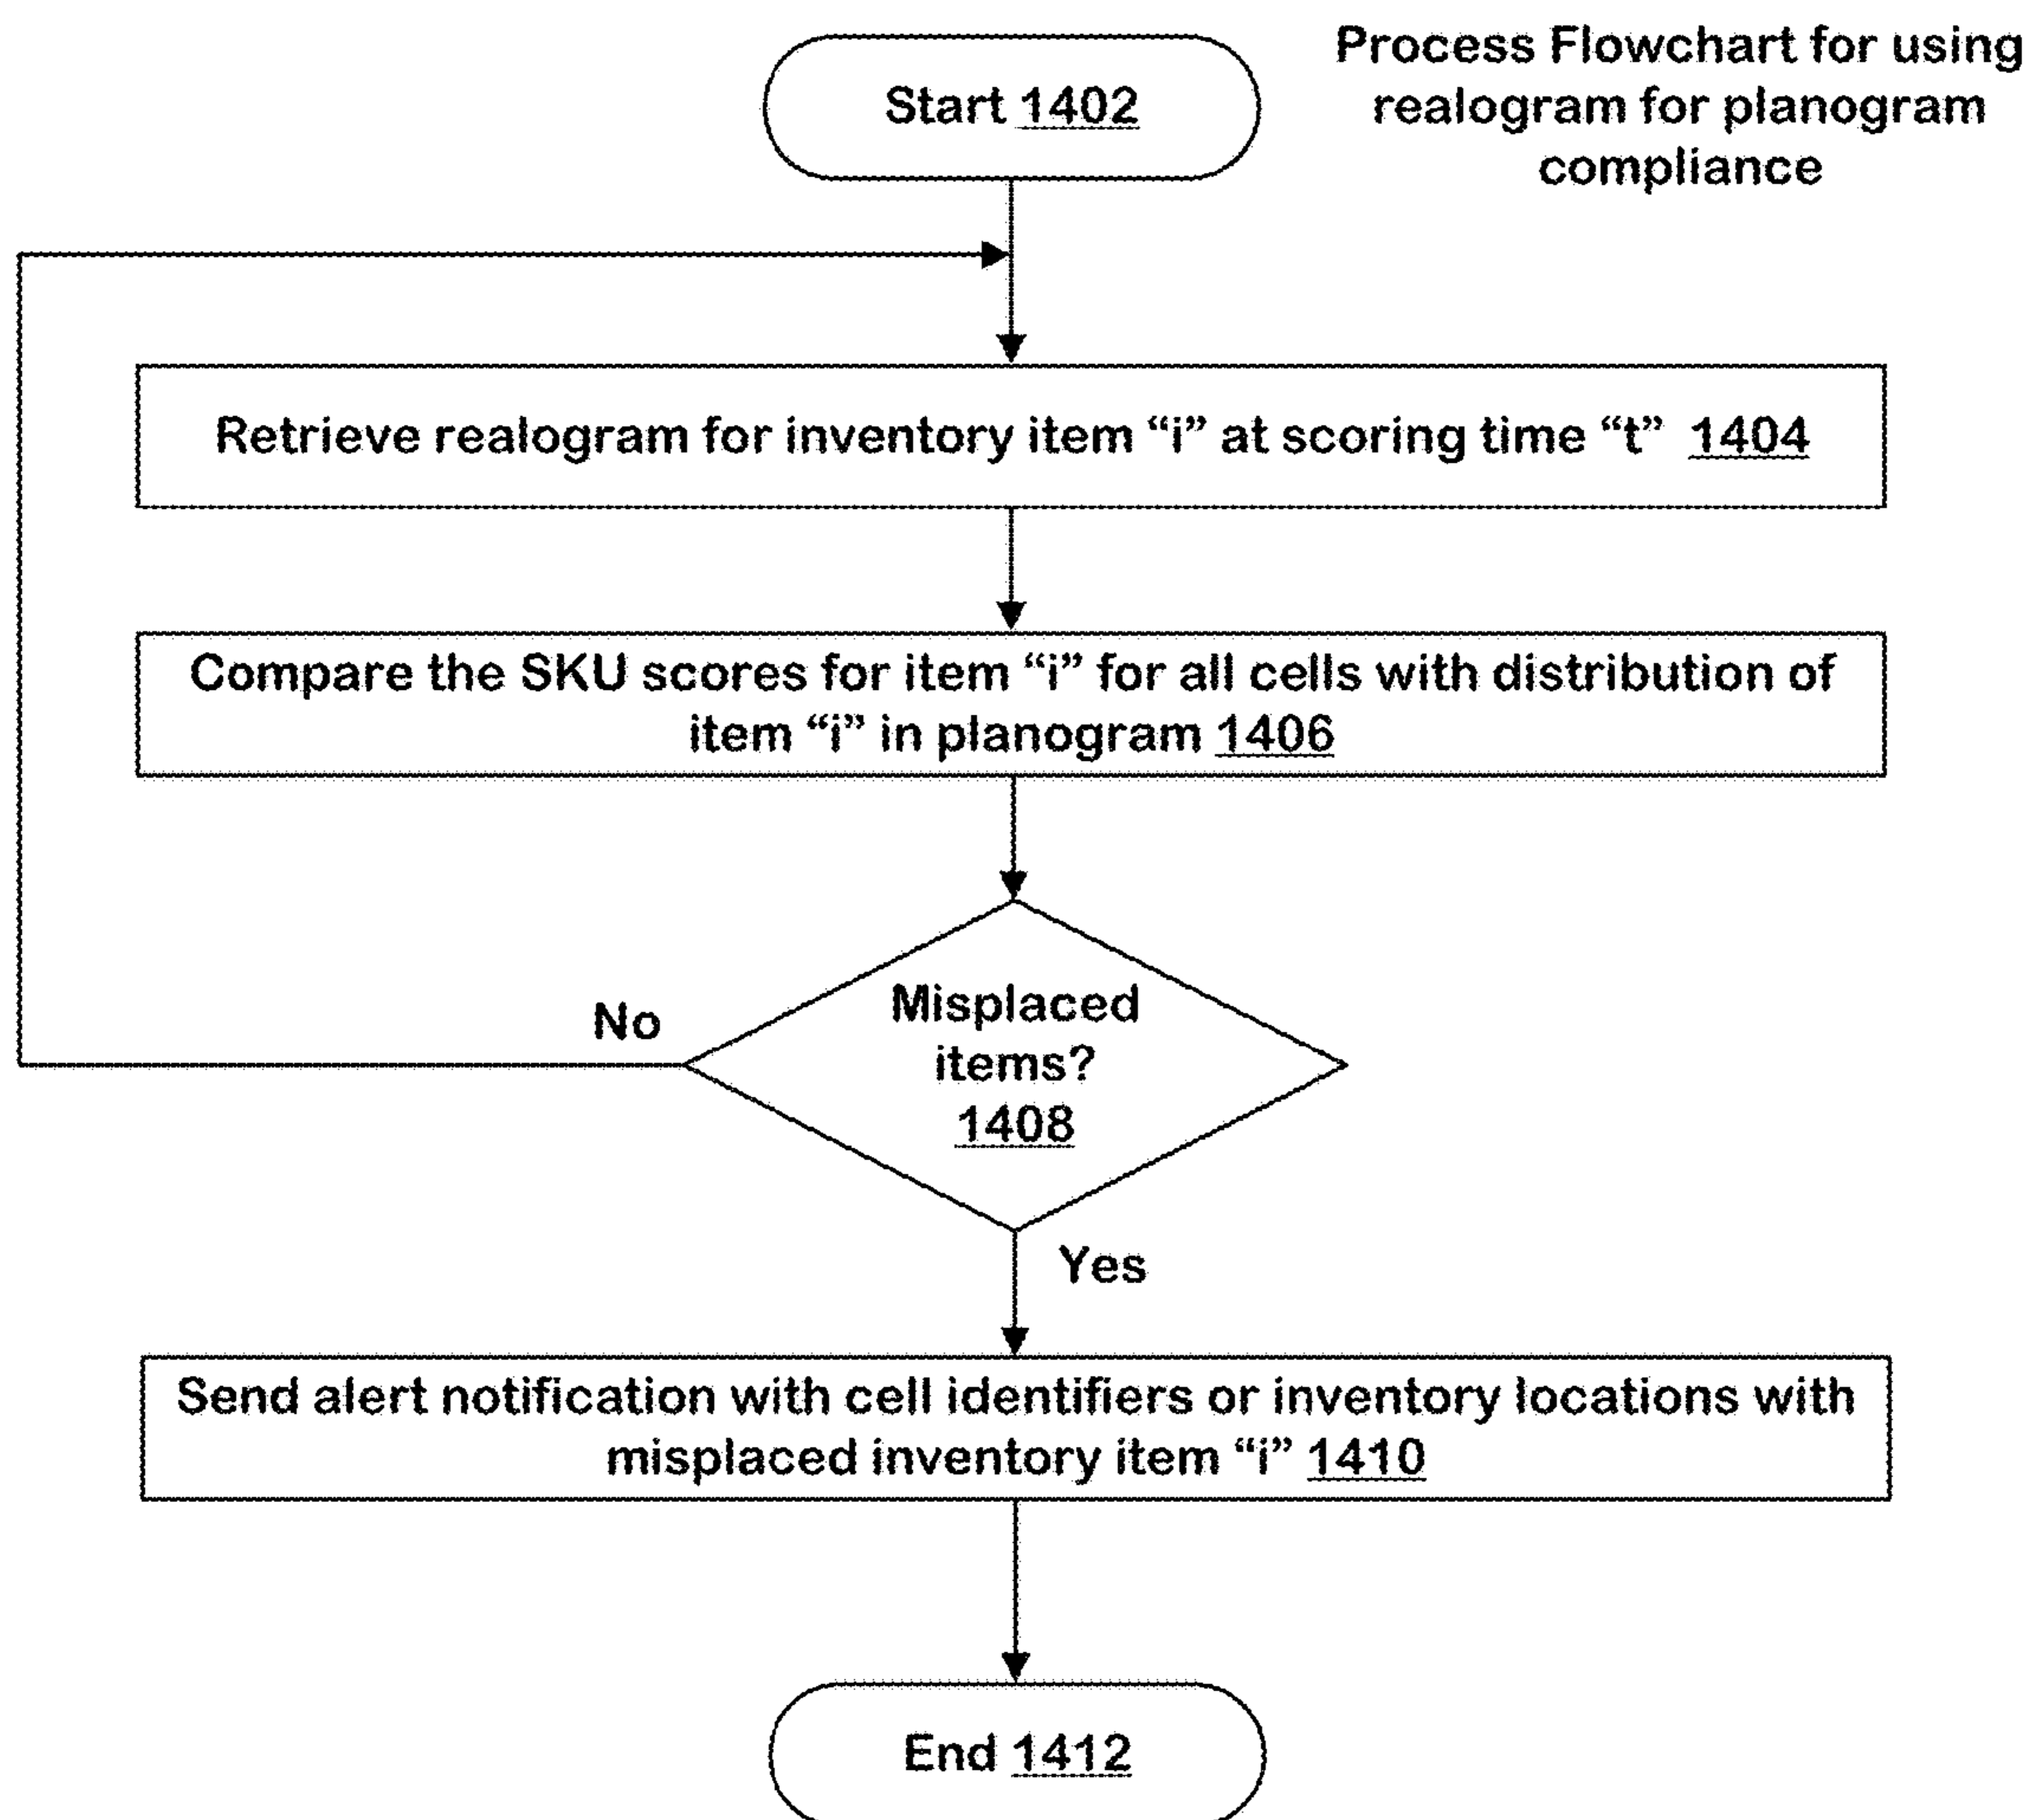 Start 1402
Process Flowchart for using
realogram for planogram
compliance
Retrieve realogram for inventory item “i” at scoring time “t” 1404
Compare the SKU scores for item “i” for all cells with distribution of
item “i” in planogram 1406
Misplaced
items?
1408
No
Yes
Send alert notification with cell identifiers or inventory locations with
misplaced inventory item “i” 1410
End 1412